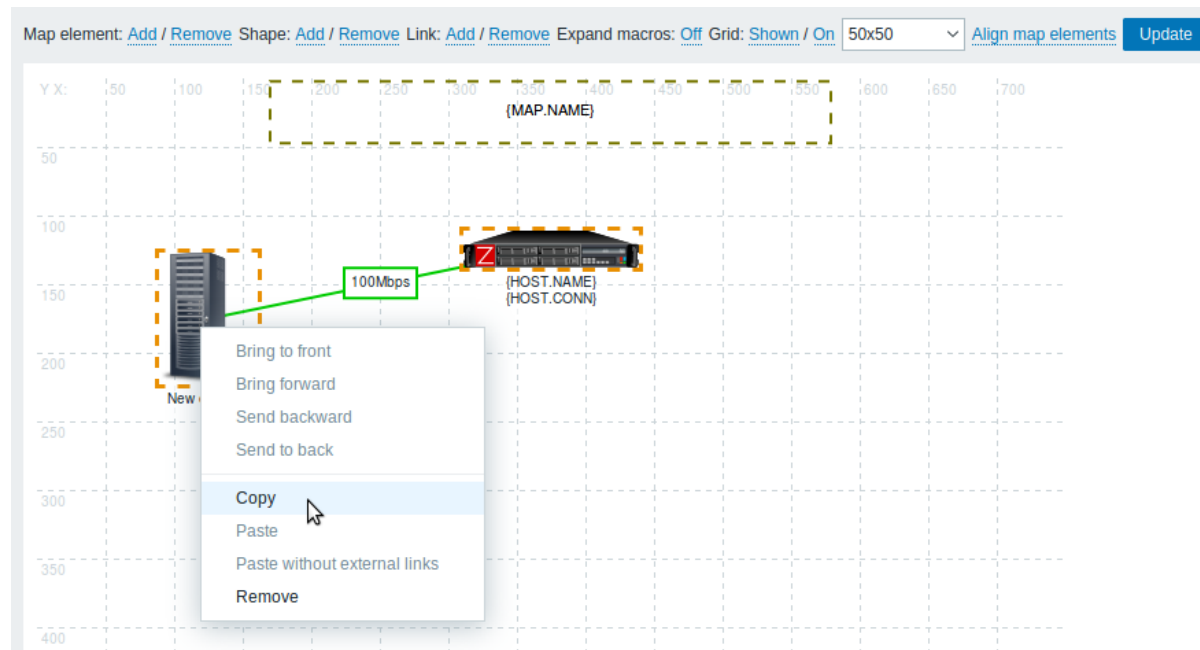 Map element: Add / Remove Shape: Add / Remove Link: Add / Remove Expand macros: Off Grid: Shown / On 50x50 Align map elements Update
Y X: 50 100 150 200 250 300 350 400 450 500 550 600 650 700
{MAP.NAME}
50
100
150
200
250
300
350
400
Z
100Mbps
{HOST.NAME}
{HOST.CONN}
New
Bring to front
Bring forward
Send backward
Send to back
Copy
Paste
Paste without external links
Remove